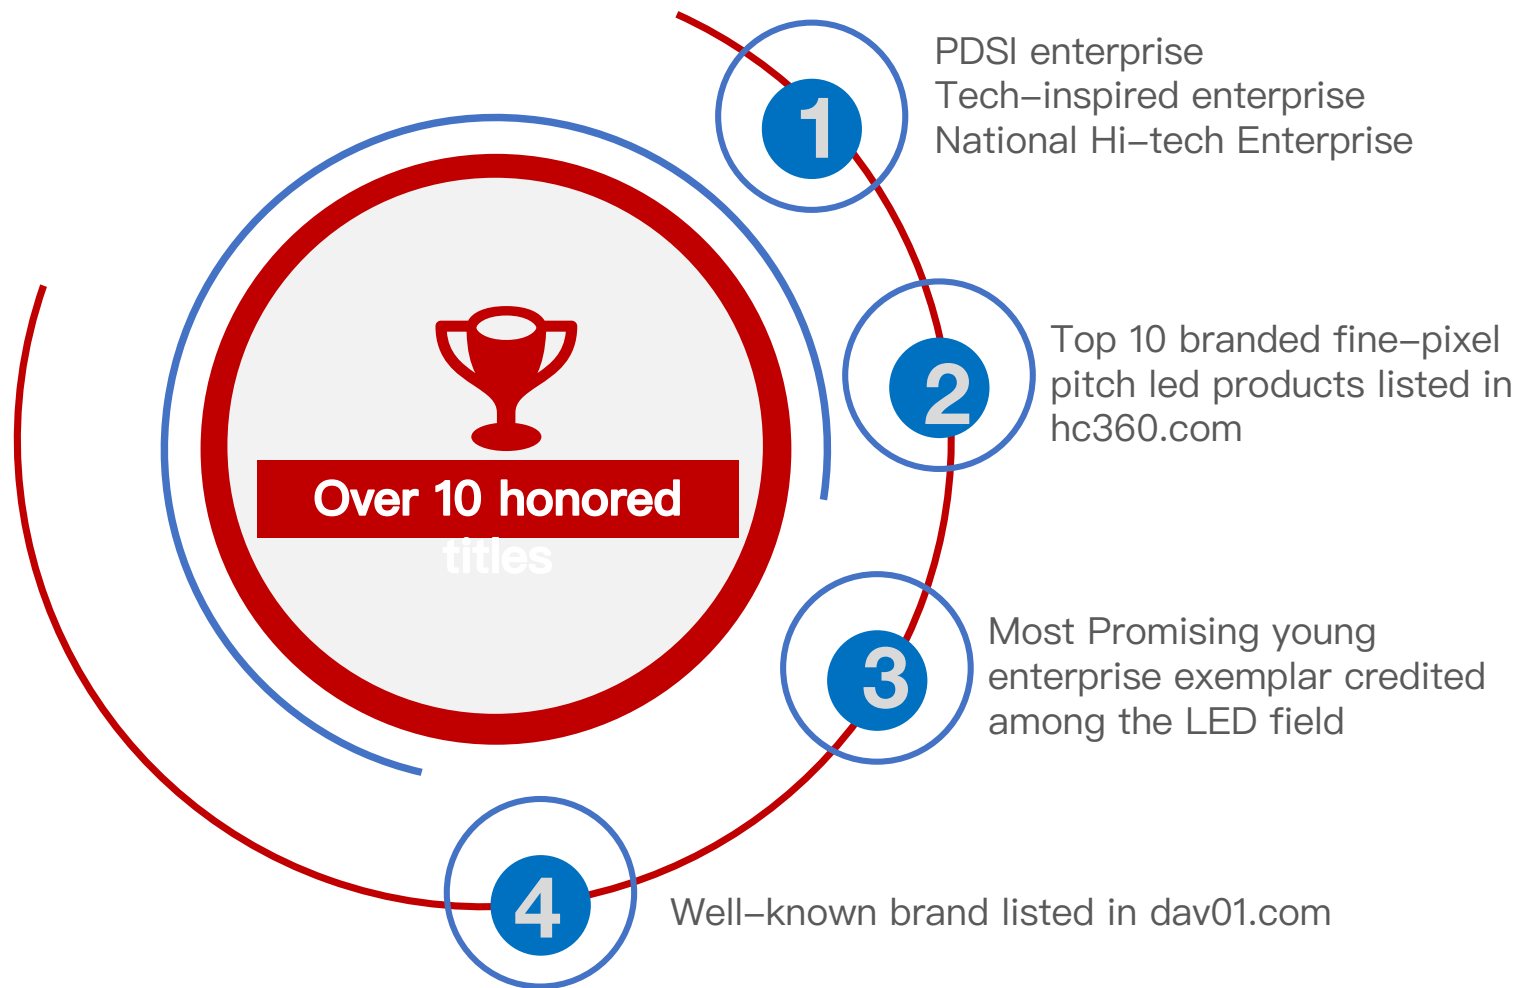 1
PDSI enterprise
Tech-inspired enterprise
National Hi-tech Enterprise
2
Top 10 branded fine-pixel
pitch led products listed in
hc360.com
Over 10 honored
titles
3
Most Promising young
enterprise exemplar credited
among the LED field
4
Well-known brand listed in dav01.com